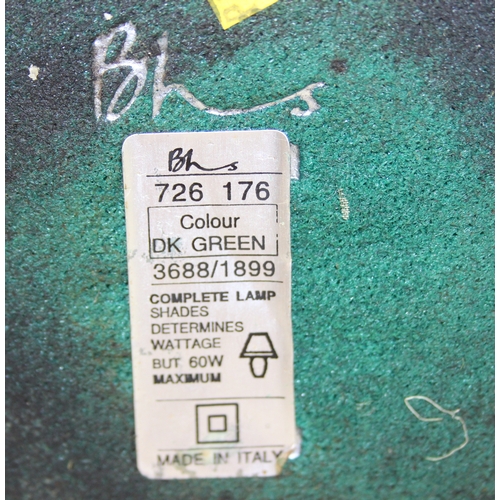 Bhs
Bhs
726 176
Colour
DK GREEN
3688/1899
COMPLETE LAMP
SHADES
DETERMINES
WATTAGE
BUT 60W
MAXIMUM
MADE IN ITALY